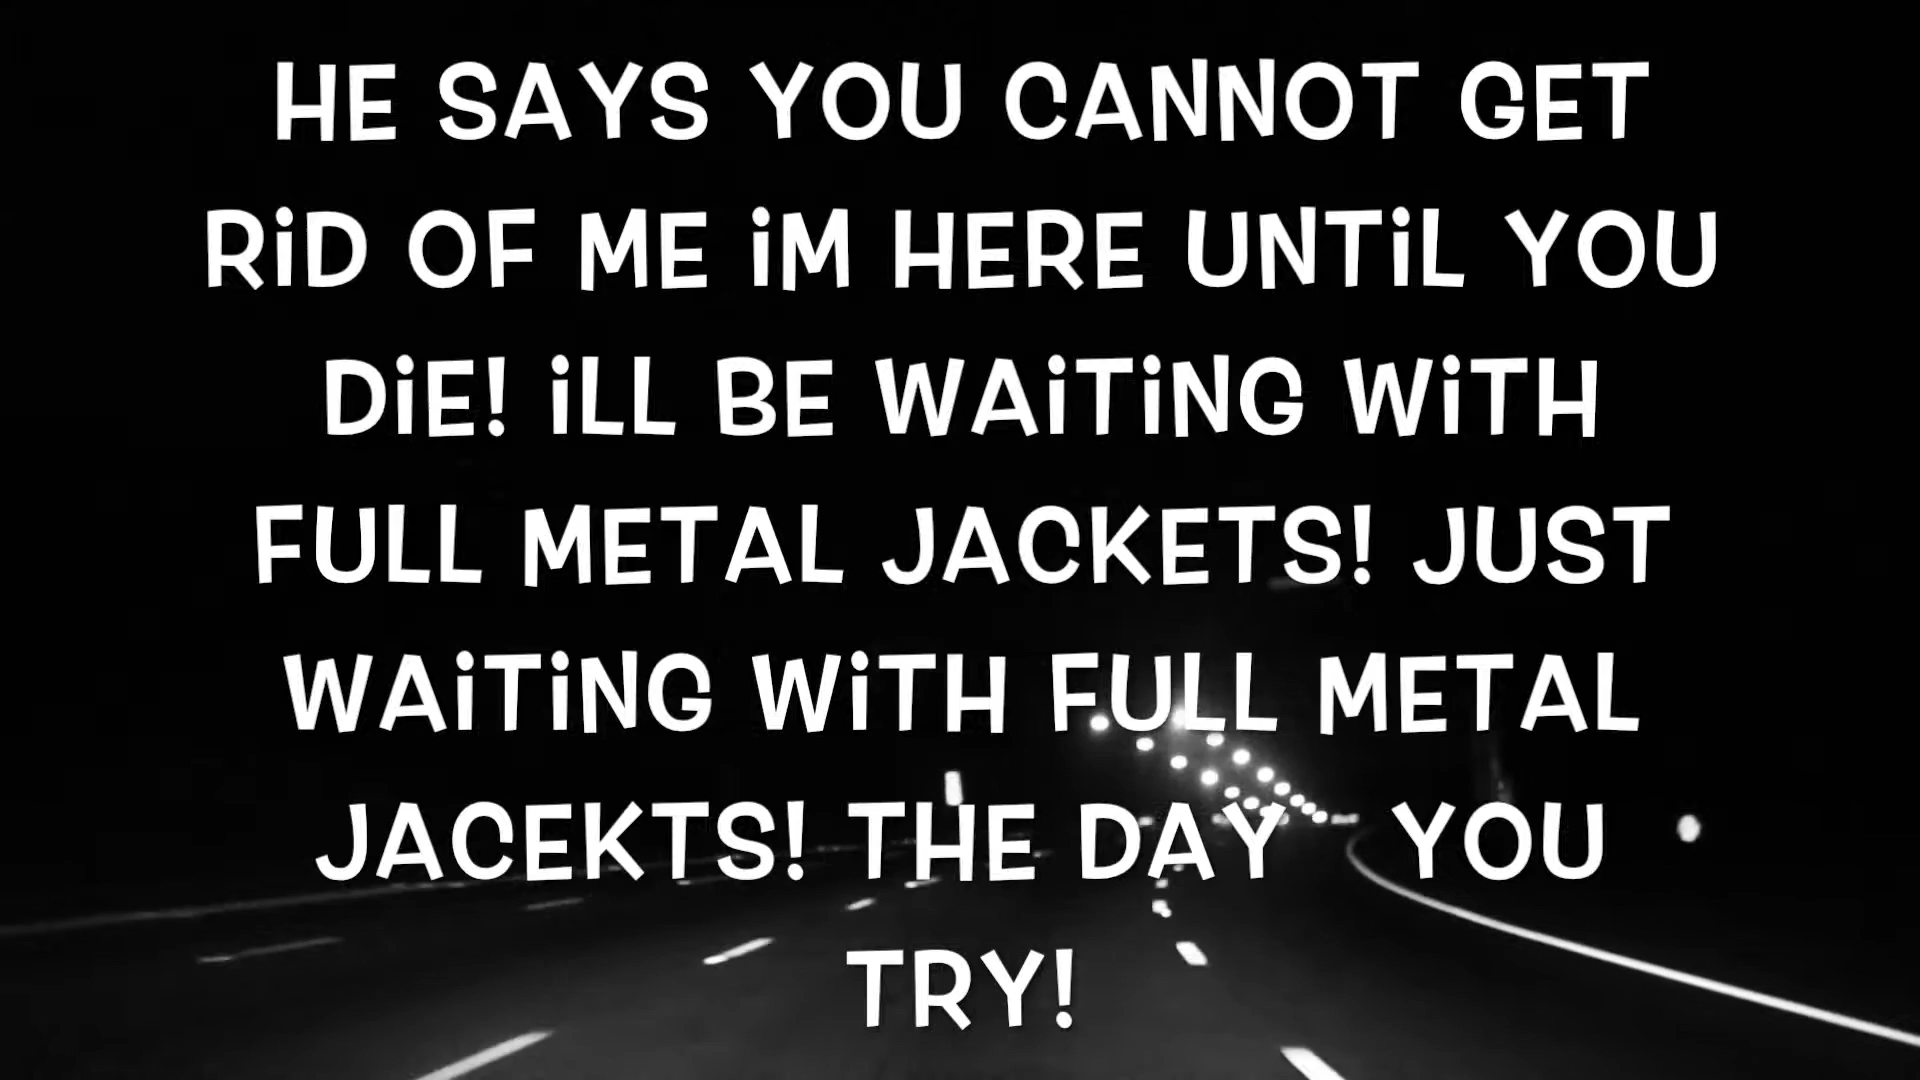 HE SAYS YOU CANNOT GET
RiD OF ME iM HERE UNTiL YOU
DiE! iLL BE WAiTiNG WiTH
FULL METAL JACKETS! JUST
WAiTiNG WiTH FULL METAL
JACEKTS! THE DAY YOU
TRY!